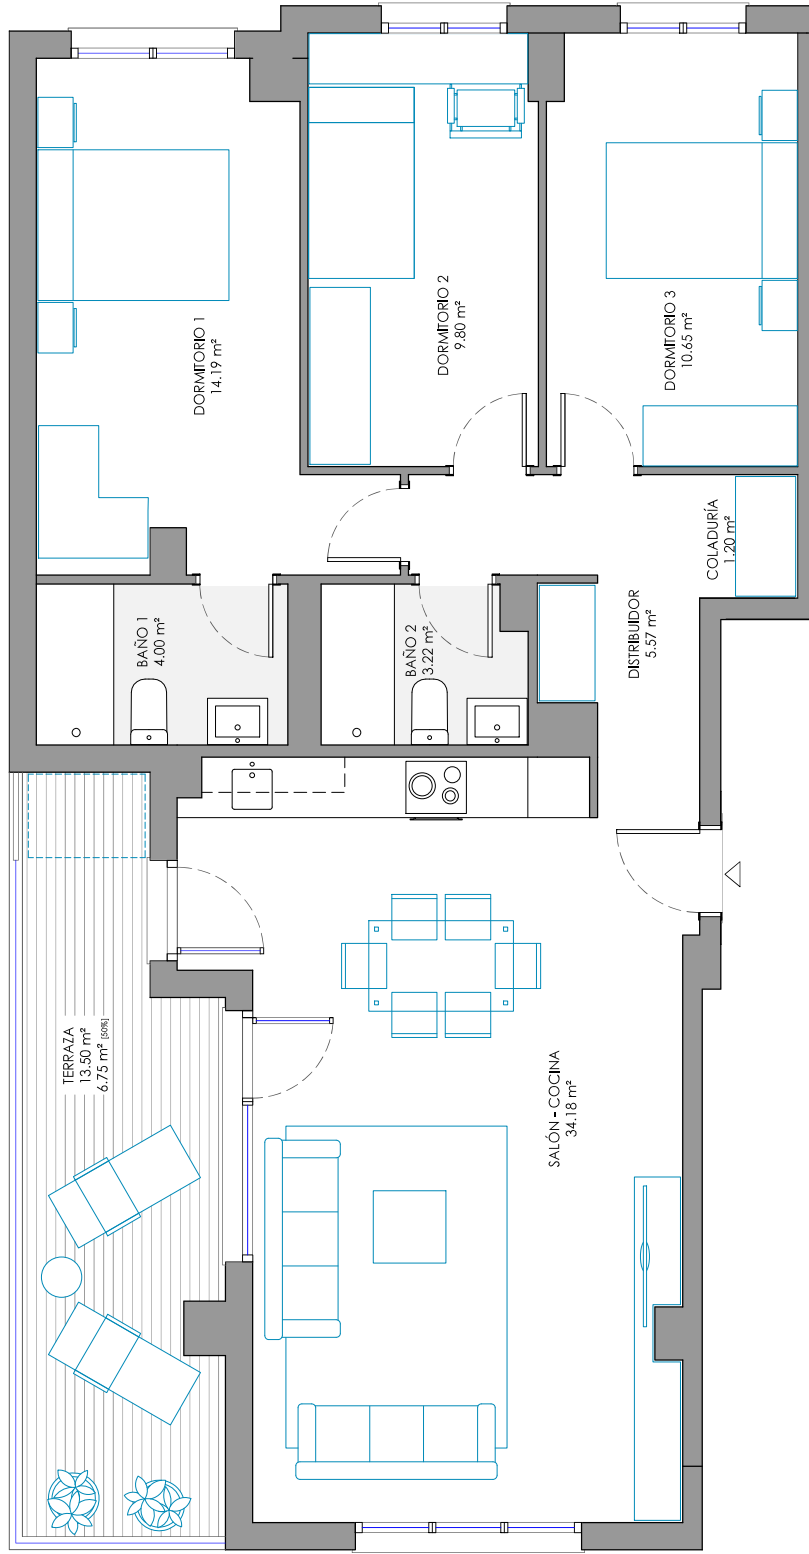 DORMITORIO 1
14.19 m²
DORMITORIO 2
9.80 m²
DORMITORIO 3
10.65 m²
COLADURÍA
1.20 m²
BAÑO 1
4.00 m²
BAÑO 2
3.22 m²
DISTRIBUIDOR
5.57 m²
TERRAZA
13.50 m²
6.75 m² [50%]
SALÓN - COCINA
34.18 m²